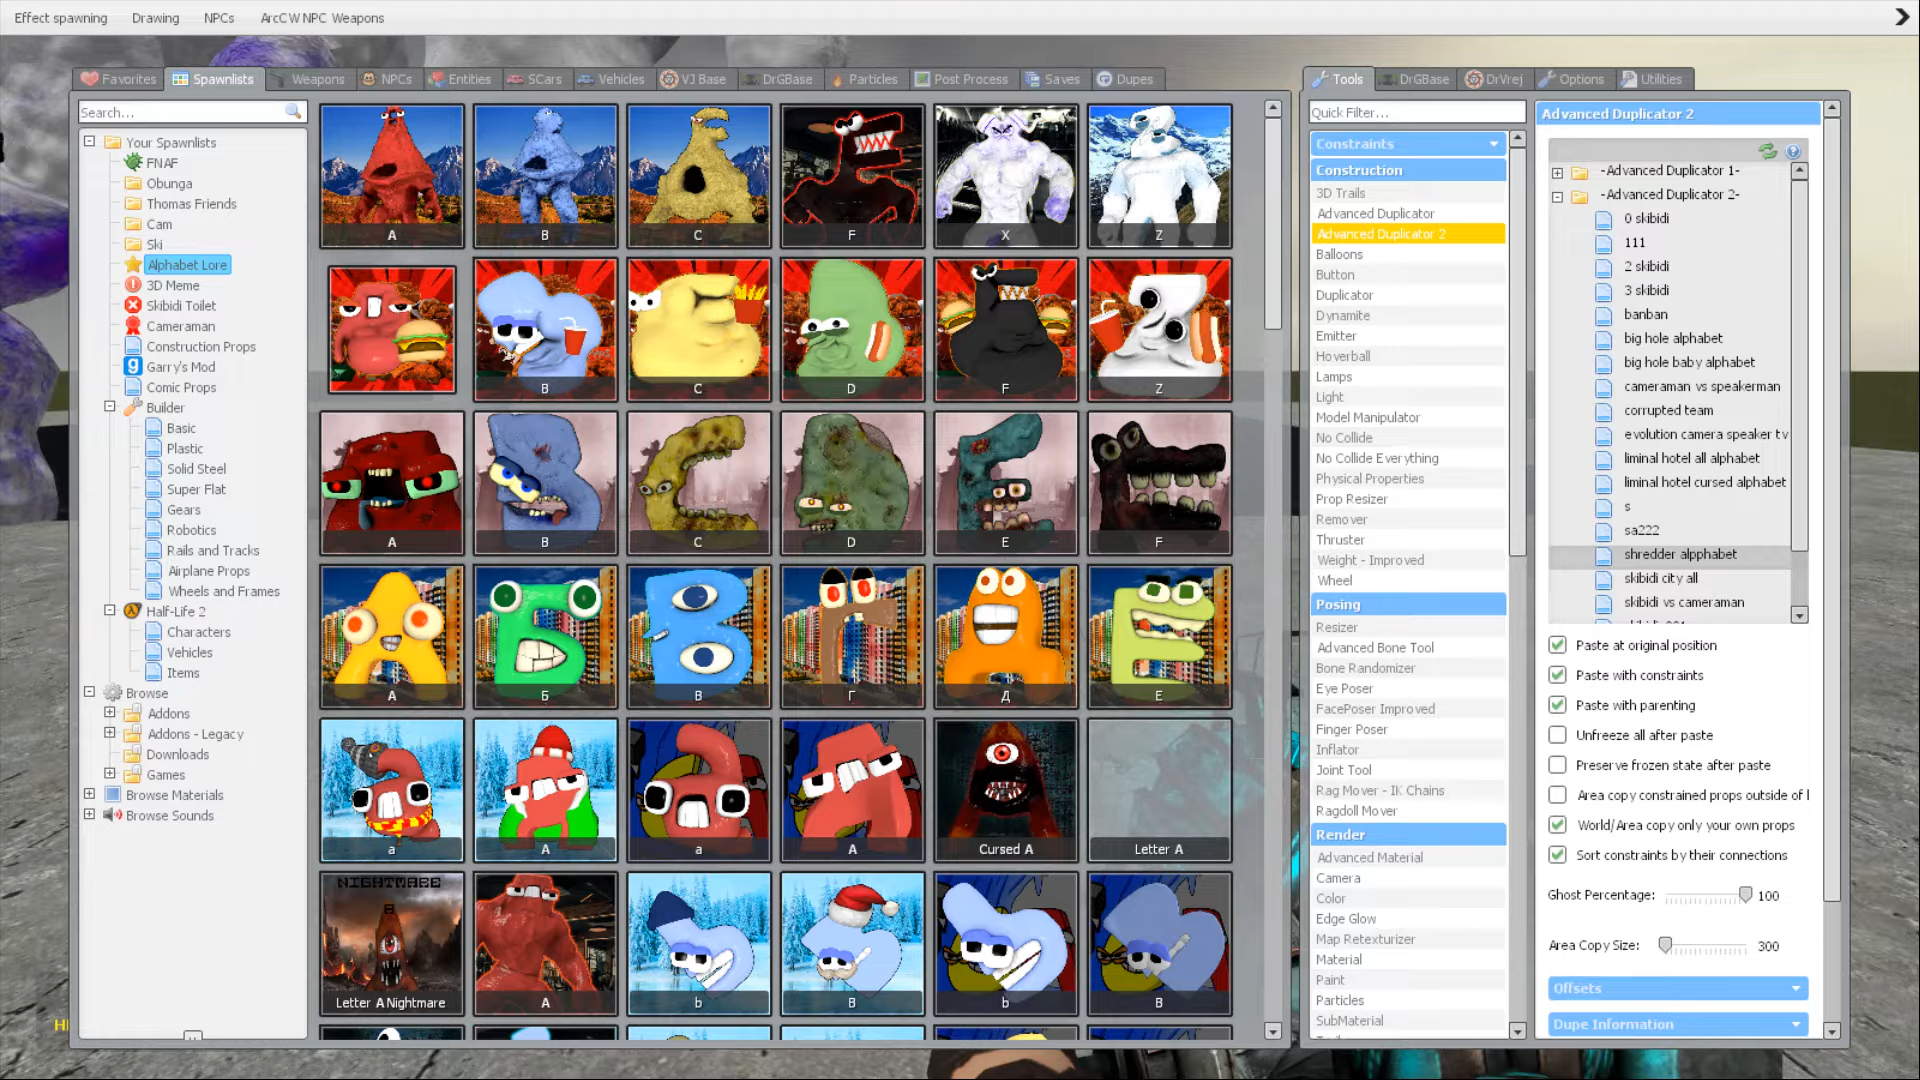 Effect spawning Drawing NPCs ArcCW NPC Weapons
Favorites Spawnlists Weapons NPCs Entities SCars Vehicles VJ Base DrGBase Particles Post Process Saves Dupes
Search...
Your Spawnlists
FNAF
Obunga
Thomas Friends
Cam
Ski
Alphabet Lore
3D Meme
Skibidi Toilet
Cameraman
Construction Props
Garry's Mod
Comic Props
Builder
Basic
Plastic
Solid Steel
Super Flat
Gears
Robotics
Rails and Tracks
Airplane Props
Wheels and Frames
Half-Life 2
Characters
Vehicles
Items
Browse
Addons
Addons - Legacy
Downloads
Games
Browse Materials
Browse Sounds
A B C F X Z
B C D F Z
A B C D E F
А Б В Г Д Е
a A a A Cursed A Letter A
NIGHTMARE
Letter A Nightmare A b B b B
Tools DrGBase DrVrej Options Utilities
Quick Filter...
Constraints
Construction
3D Trails
Advanced Duplicator
Advanced Duplicator 2
Balloons
Button
Duplicator
Dynamite
Emitter
Hoverball
Lamps
Light
Model Manipulator
No Collide
No Collide Everything
Physical Properties
Prop Resizer
Remover
Thruster
Weight - Improved
Wheel
Posing
Resizer
Advanced Bone Tool
Bone Randomizer
Eye Poser
FacePoser Improved
Finger Poser
Inflator
Joint Tool
Rag Mover - IK Chains
Ragdoll Mover
Render
Advanced Material
Camera
Color
Edge Glow
Map Retexturizer
Material
Paint
Particles
SubMaterial
Advanced Duplicator 2
-Advanced Duplicator 1-
-Advanced Duplicator 2-
0 skibidi
111
2 skibidi
3 skibidi
banban
big hole alphabet
big hole baby alphabet
cameraman vs speakerman
corrupted team
evolution camera speaker tv
liminal hotel all alphabet
liminal hotel cursed alphabet
s
sa222
shredder alpphabet
skibidi city all
skibidi vs cameraman
Paste at original position
Paste with constraints
Paste with parenting
Unfreeze all after paste
Preserve frozen state after paste
Area copy constrained props outside of
World/Area copy only your own props
Sort constraints by their connections
Ghost Percentage: 100
Area Copy Size: 300
Offsets
Dupe Information